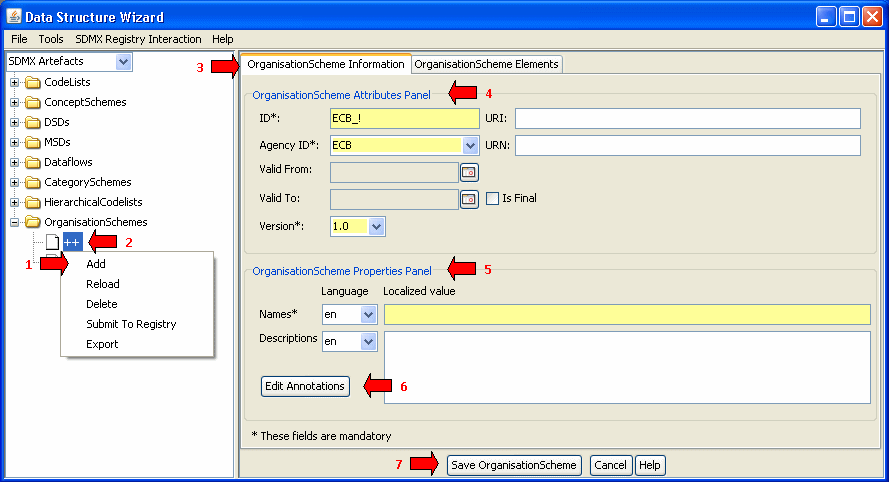 Data Structure Wizard
File Tools SDMX Registry Interaction Help
SDMX Artefacts
CodeLists
ConceptSchemes
DSDs
MSDs
Dataflows
CategorySchemes
HierarchicalCodelists
OrganisationSchemes
++ 2
1 Add
Reload
Delete
Submit To Registry
Export
3 OrganisationScheme Information OrganisationScheme Elements
OrganisationScheme Attributes Panel 4
ID*: ECB_! URI:
Agency ID*: ECB URN:
Valid From:
Valid To: Is Final
Version*: 1.0
OrganisationScheme Properties Panel 5
Language Localized value
Names* en
Descriptions en
Edit Annotations 6
* These fields are mandatory
7 Save OrganisationScheme Cancel Help